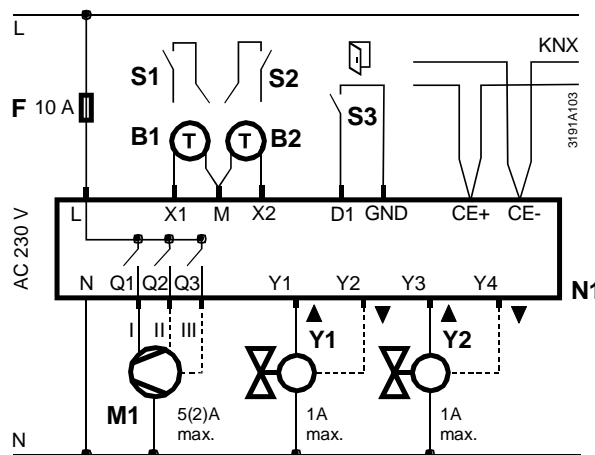 L
KNX
S1 S2
F 10 A
S3
B1 T T B2
3191A103
AC 230 V
L X1 M X2 D1 GND CE+ CE-
N Q1 Q2 Q3 Y1 Y2 Y3 Y4
N1
I II III
Y1 Y2
M1
5(2)A max.
1A max.
1A max.
N